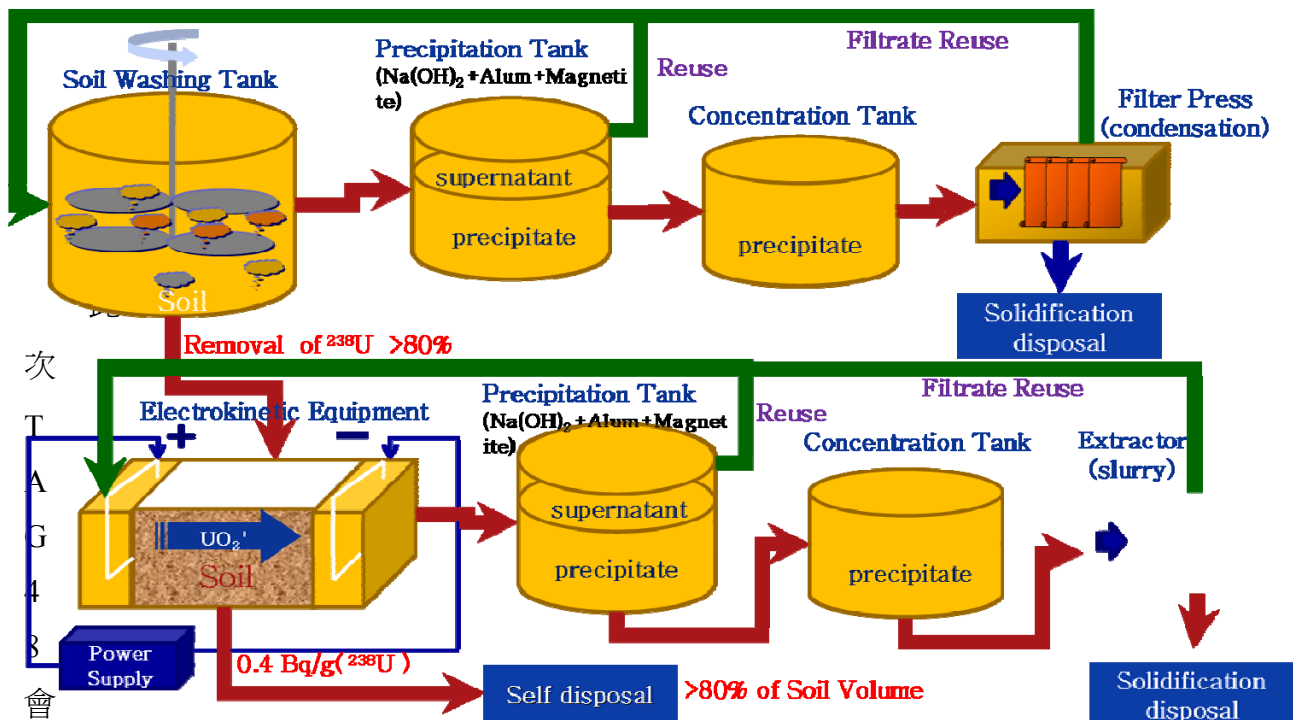 Filtrate Reuse
Precipitation Tank
(Na(OH)₂ +Alum+Magneti
te)
Reuse
Soil Washing Tank
Filter Press
(condensation)
Concentration Tank
supernatant
precipitate
precipitate
Soil
Solidification
disposal
Removal of ²³⁸U >80%
次
T
A
G
4
8
會
Precipitation Tank
(Na(OH)₂ +Alum+Magnet
ite)
Filtrate Reuse
Reuse
Electrokinetic Equipment
+ −
Concentration Tank
Extractor
(slurry)
supernatant
UO₂'
Soil
precipitate
precipitate
Power
Supply
0.4 Bq/g(²³⁸U)
Self disposal
>80% of Soil Volume
Solidification
disposal